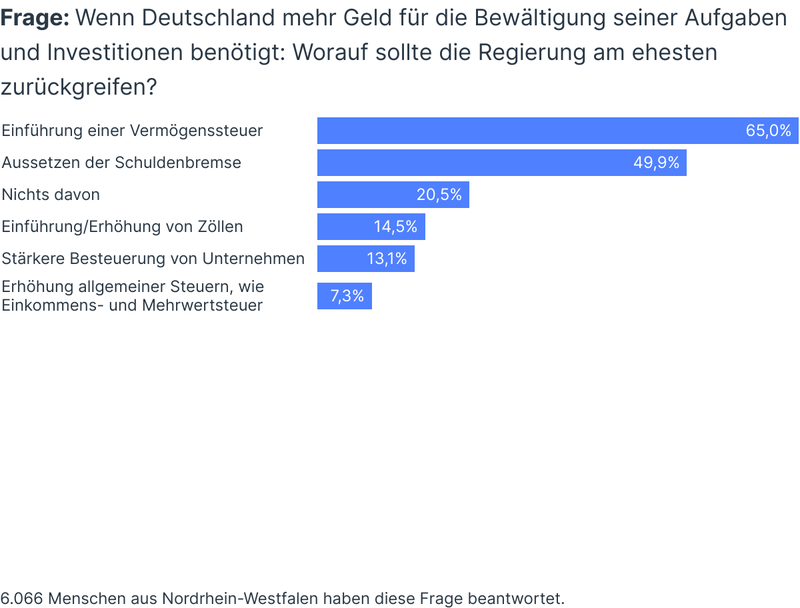 Frage: Wenn Deutschland mehr Geld für die Bewältigung seiner Aufgaben
und Investitionen benötigt: Worauf sollte die Regierung am ehesten
zurückgreifen?
Einführung einer Vermögenssteuer 65,0%
Aussetzen der Schuldenbremse 49,9%
Nichts davon 20,5%
Einführung/Erhöhung von Zöllen 14,5%
Stärkere Besteuerung von Unternehmen 13,1%
Erhöhung allgemeiner Steuern, wie
Einkommens- und Mehrwertsteuer 7,3%
6.066 Menschen aus Nordrhein-Westfalen haben diese Frage beantwortet.